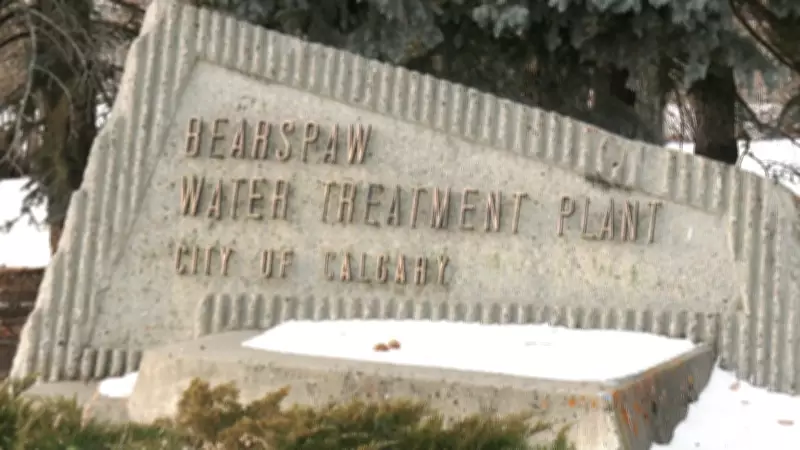 BEARSPAW
WATER TREATMENT PLANT
CITY OF CALGARY